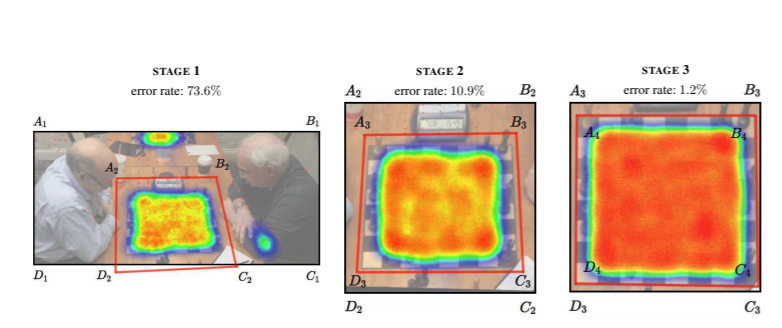 STAGE 1
error rate: 73.6%
A₁ B₁
A₂ B₂
D₁ D₂ C₂ C₁
STAGE 2
error rate: 10.9%
A₂ B₂
A₃ B₃
D₃ C₃
D₂ C₂
STAGE 3
error rate: 1.2%
A₃ B₃
A₄ B₄
D₄ C₄
D₃ C₃